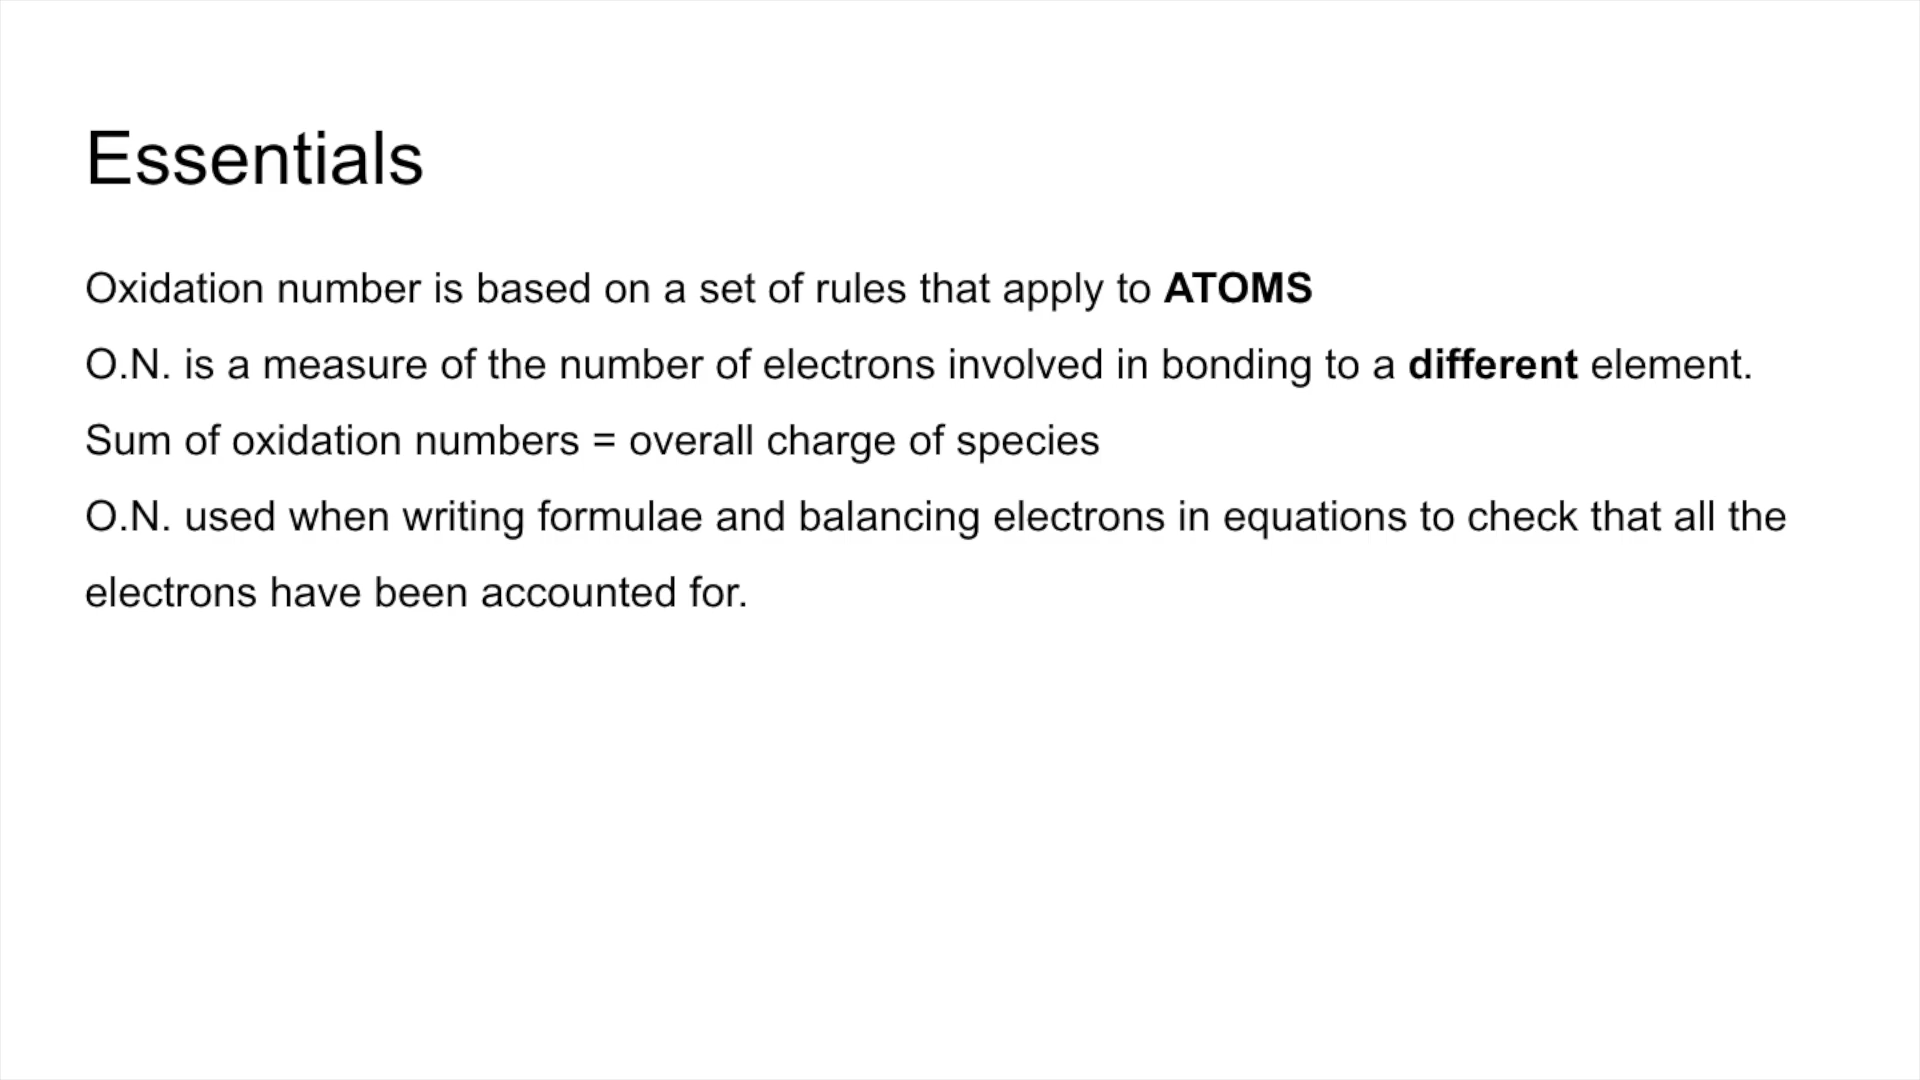 Essentials
Oxidation number is based on a set of rules that apply to ATOMS
O.N. is a measure of the number of electrons involved in bonding to a different element.
Sum of oxidation numbers = overall charge of species
O.N. used when writing formulae and balancing electrons in equations to check that all the
electrons have been accounted for.